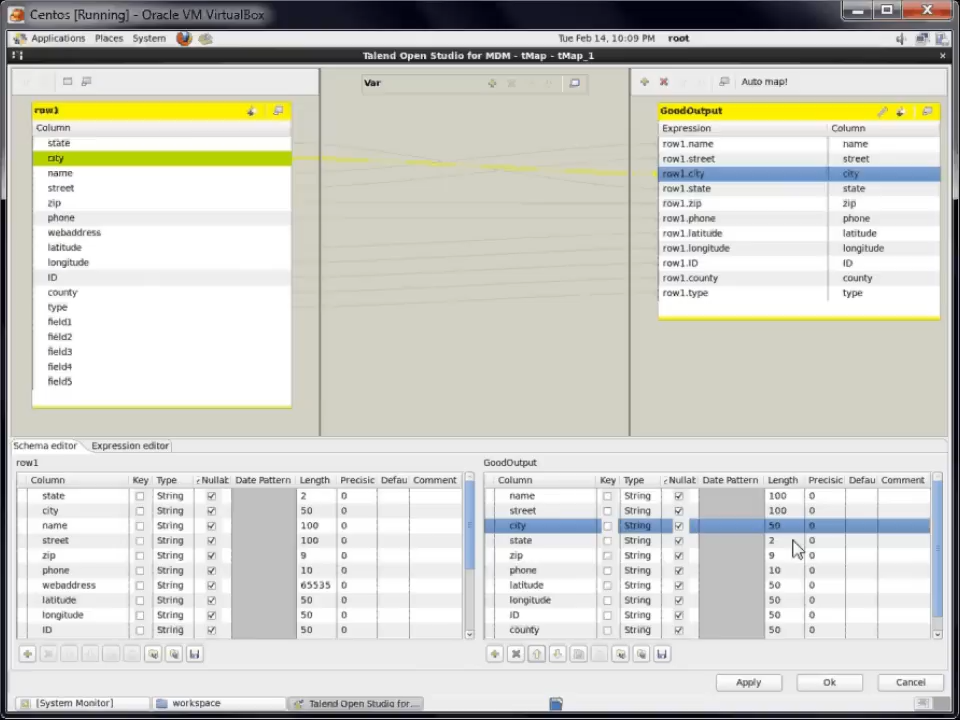 Centos [Running] - Oracle VM VirtualBox
Applications Places System Tue Feb 14, 10:09 PM root
Talend Open Studio for MDM - tMap - tMap_1
Var Auto map!
row1
Column
state
city
name
street
zip
phone
webaddress
latitude
longitude
ID
county
type
field1
field2
field3
field4
field5
GoodOutput
Expression Column
row1.name name
row1.street street
row1.city city
row1.state state
row1.zip zip
row1.phone phone
row1.latitude latitude
row1.longitude longitude
row1.ID ID
row1.county county
row1.type type
Schema editor Expression editor
row1
Column Key Type Nullat Date Pattern Length Precisic Defau Comment
state String 2 0
city String 50 0
name String 100 0
street String 100 0
zip String 9 0
phone String 10 0
webaddress String 65535 0
latitude String 50 0
longitude String 50 0
ID String 50 0
GoodOutput
Column Key Type Nullat Date Pattern Length Precisic Defau Comment
name String 100 0
street String 100 0
city String 50 0
state String 2 0
zip String 9 0
phone String 10 0
latitude String 50 0
longitude String 50 0
ID String 50 0
county String 50 0
Apply Ok Cancel
[System Monitor] workspace Talend Open Studio for...